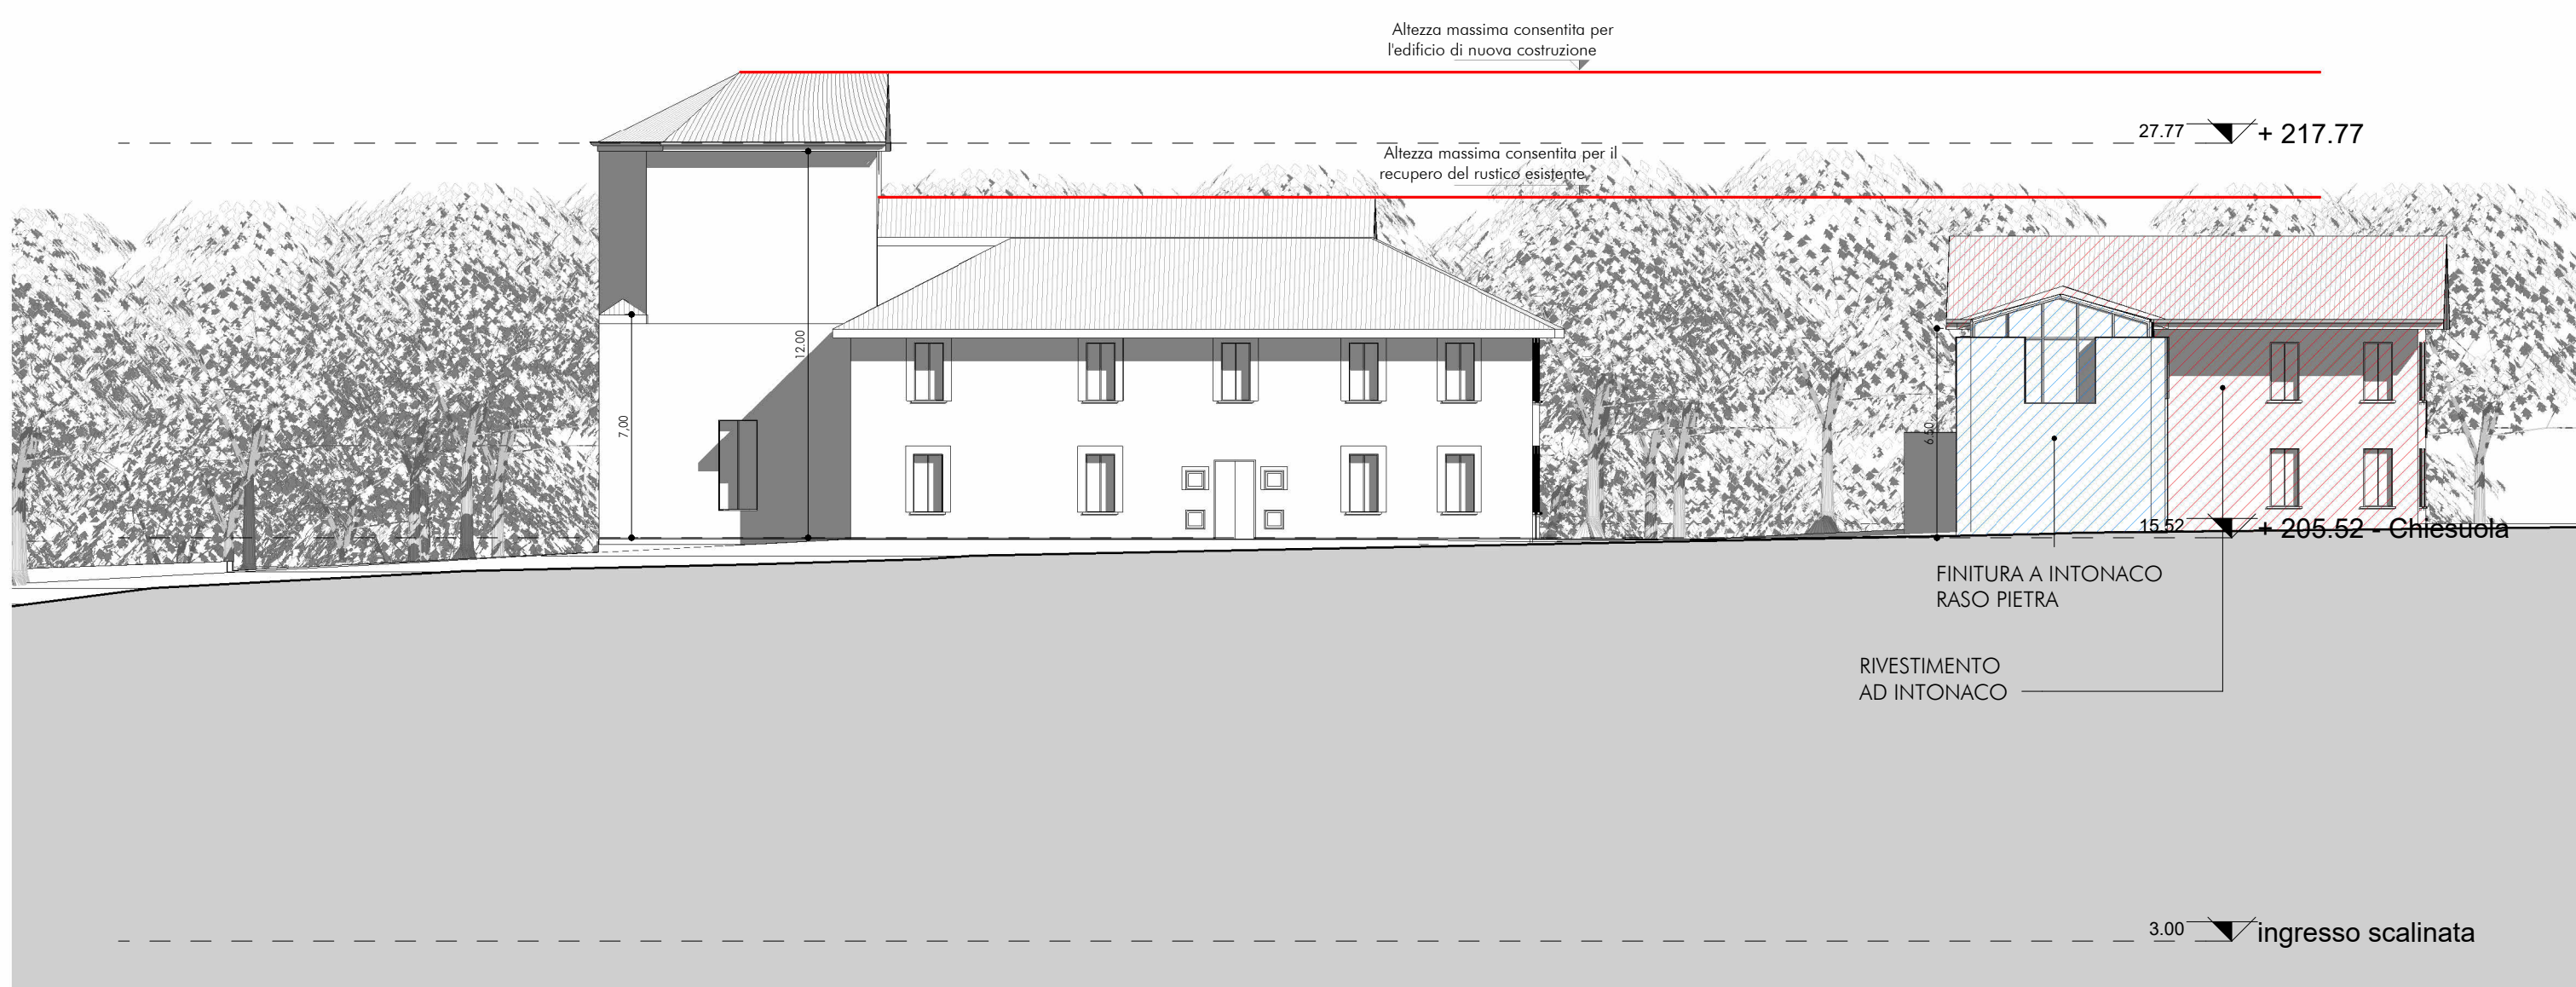 Altezza massima consentita per
l'edificio di nuova costruzione
27.77 + 217.77
Altezza massima consentita per il
recupero del rustico esistente
12.00
7,00
6.50
15.52 + 205.52 - Chiesuola
FINITURA A INTONACO
RASO PIETRA
RIVESTIMENTO
AD INTONACO
3.00 ingresso scalinata